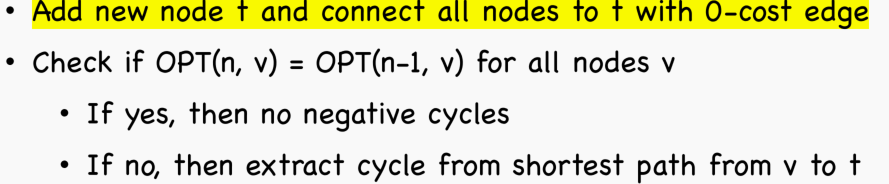 • Add new node t and connect all nodes to t with 0-cost edge
• Check if OPT(n, v) = OPT(n-1, v) for all nodes v
• If yes, then no negative cycles
• If no, then extract cycle from shortest path from v to t